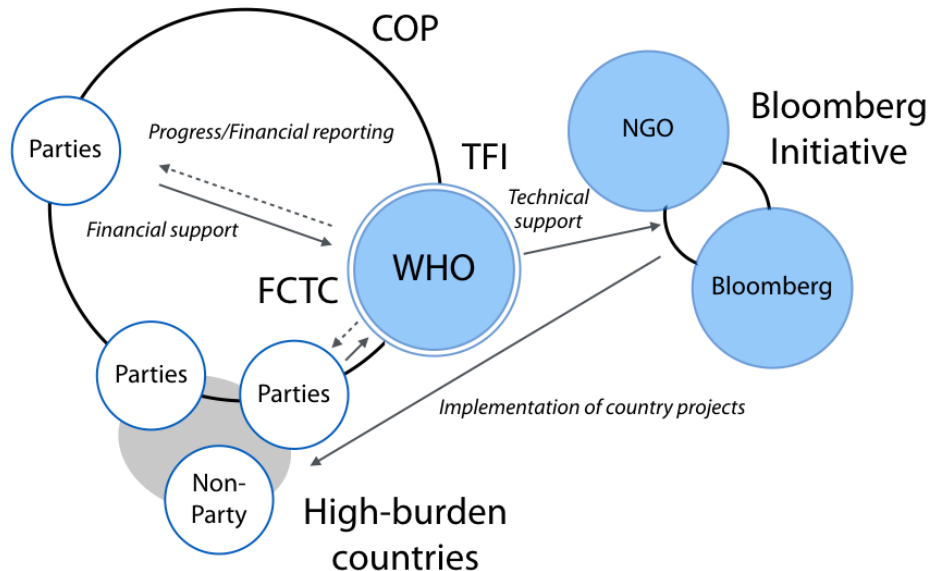 COP
Parties
Progress/Financial reporting
Financial support
TFI
FCTC
WHO
Technical
support
NGO
Bloomberg
Initiative
Bloomberg
Parties
Parties
Implementation of country projects
Non-
Party
High-burden
countries